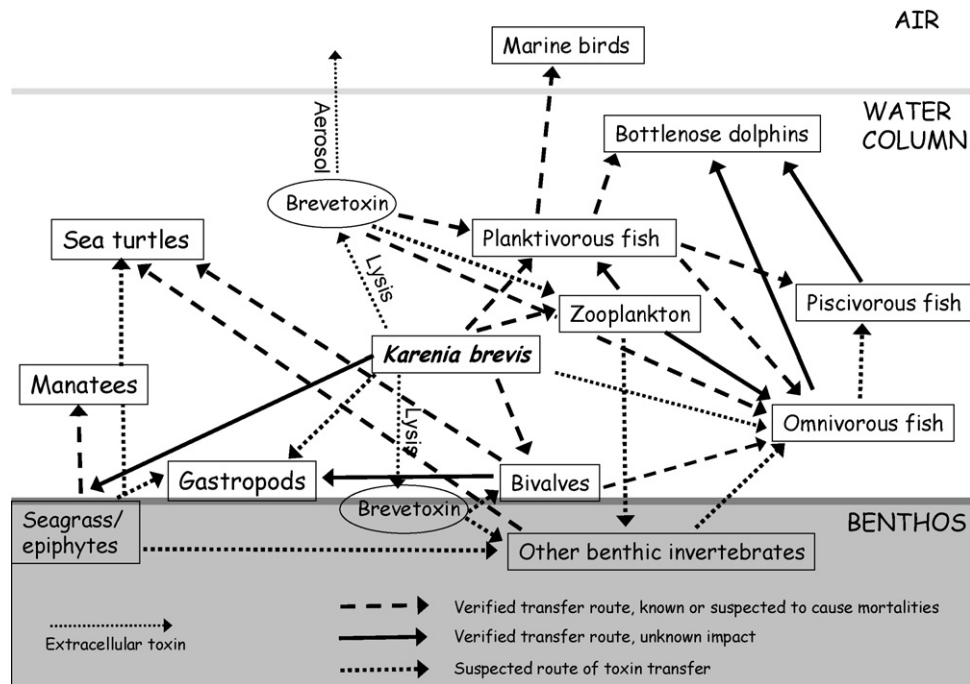 AIR
Marine birds
WATER
COLUMN
Bottlenose dolphins
Aerosol
Brevetoxin
Sea turtles
Planktivorous fish
Lysis
Zooplankton
Piscivorous fish
Karenia brevis
Manatees
Lysis
Omnivorous fish
Gastropods
Bivalves
Brevetoxin
BENTHOS
Seagrass/
epiphytes
Other benthic invertebrates
Verified transfer route, known or suspected to cause mortalities
Extracellular toxin
Verified transfer route, unknown impact
Suspected route of toxin transfer